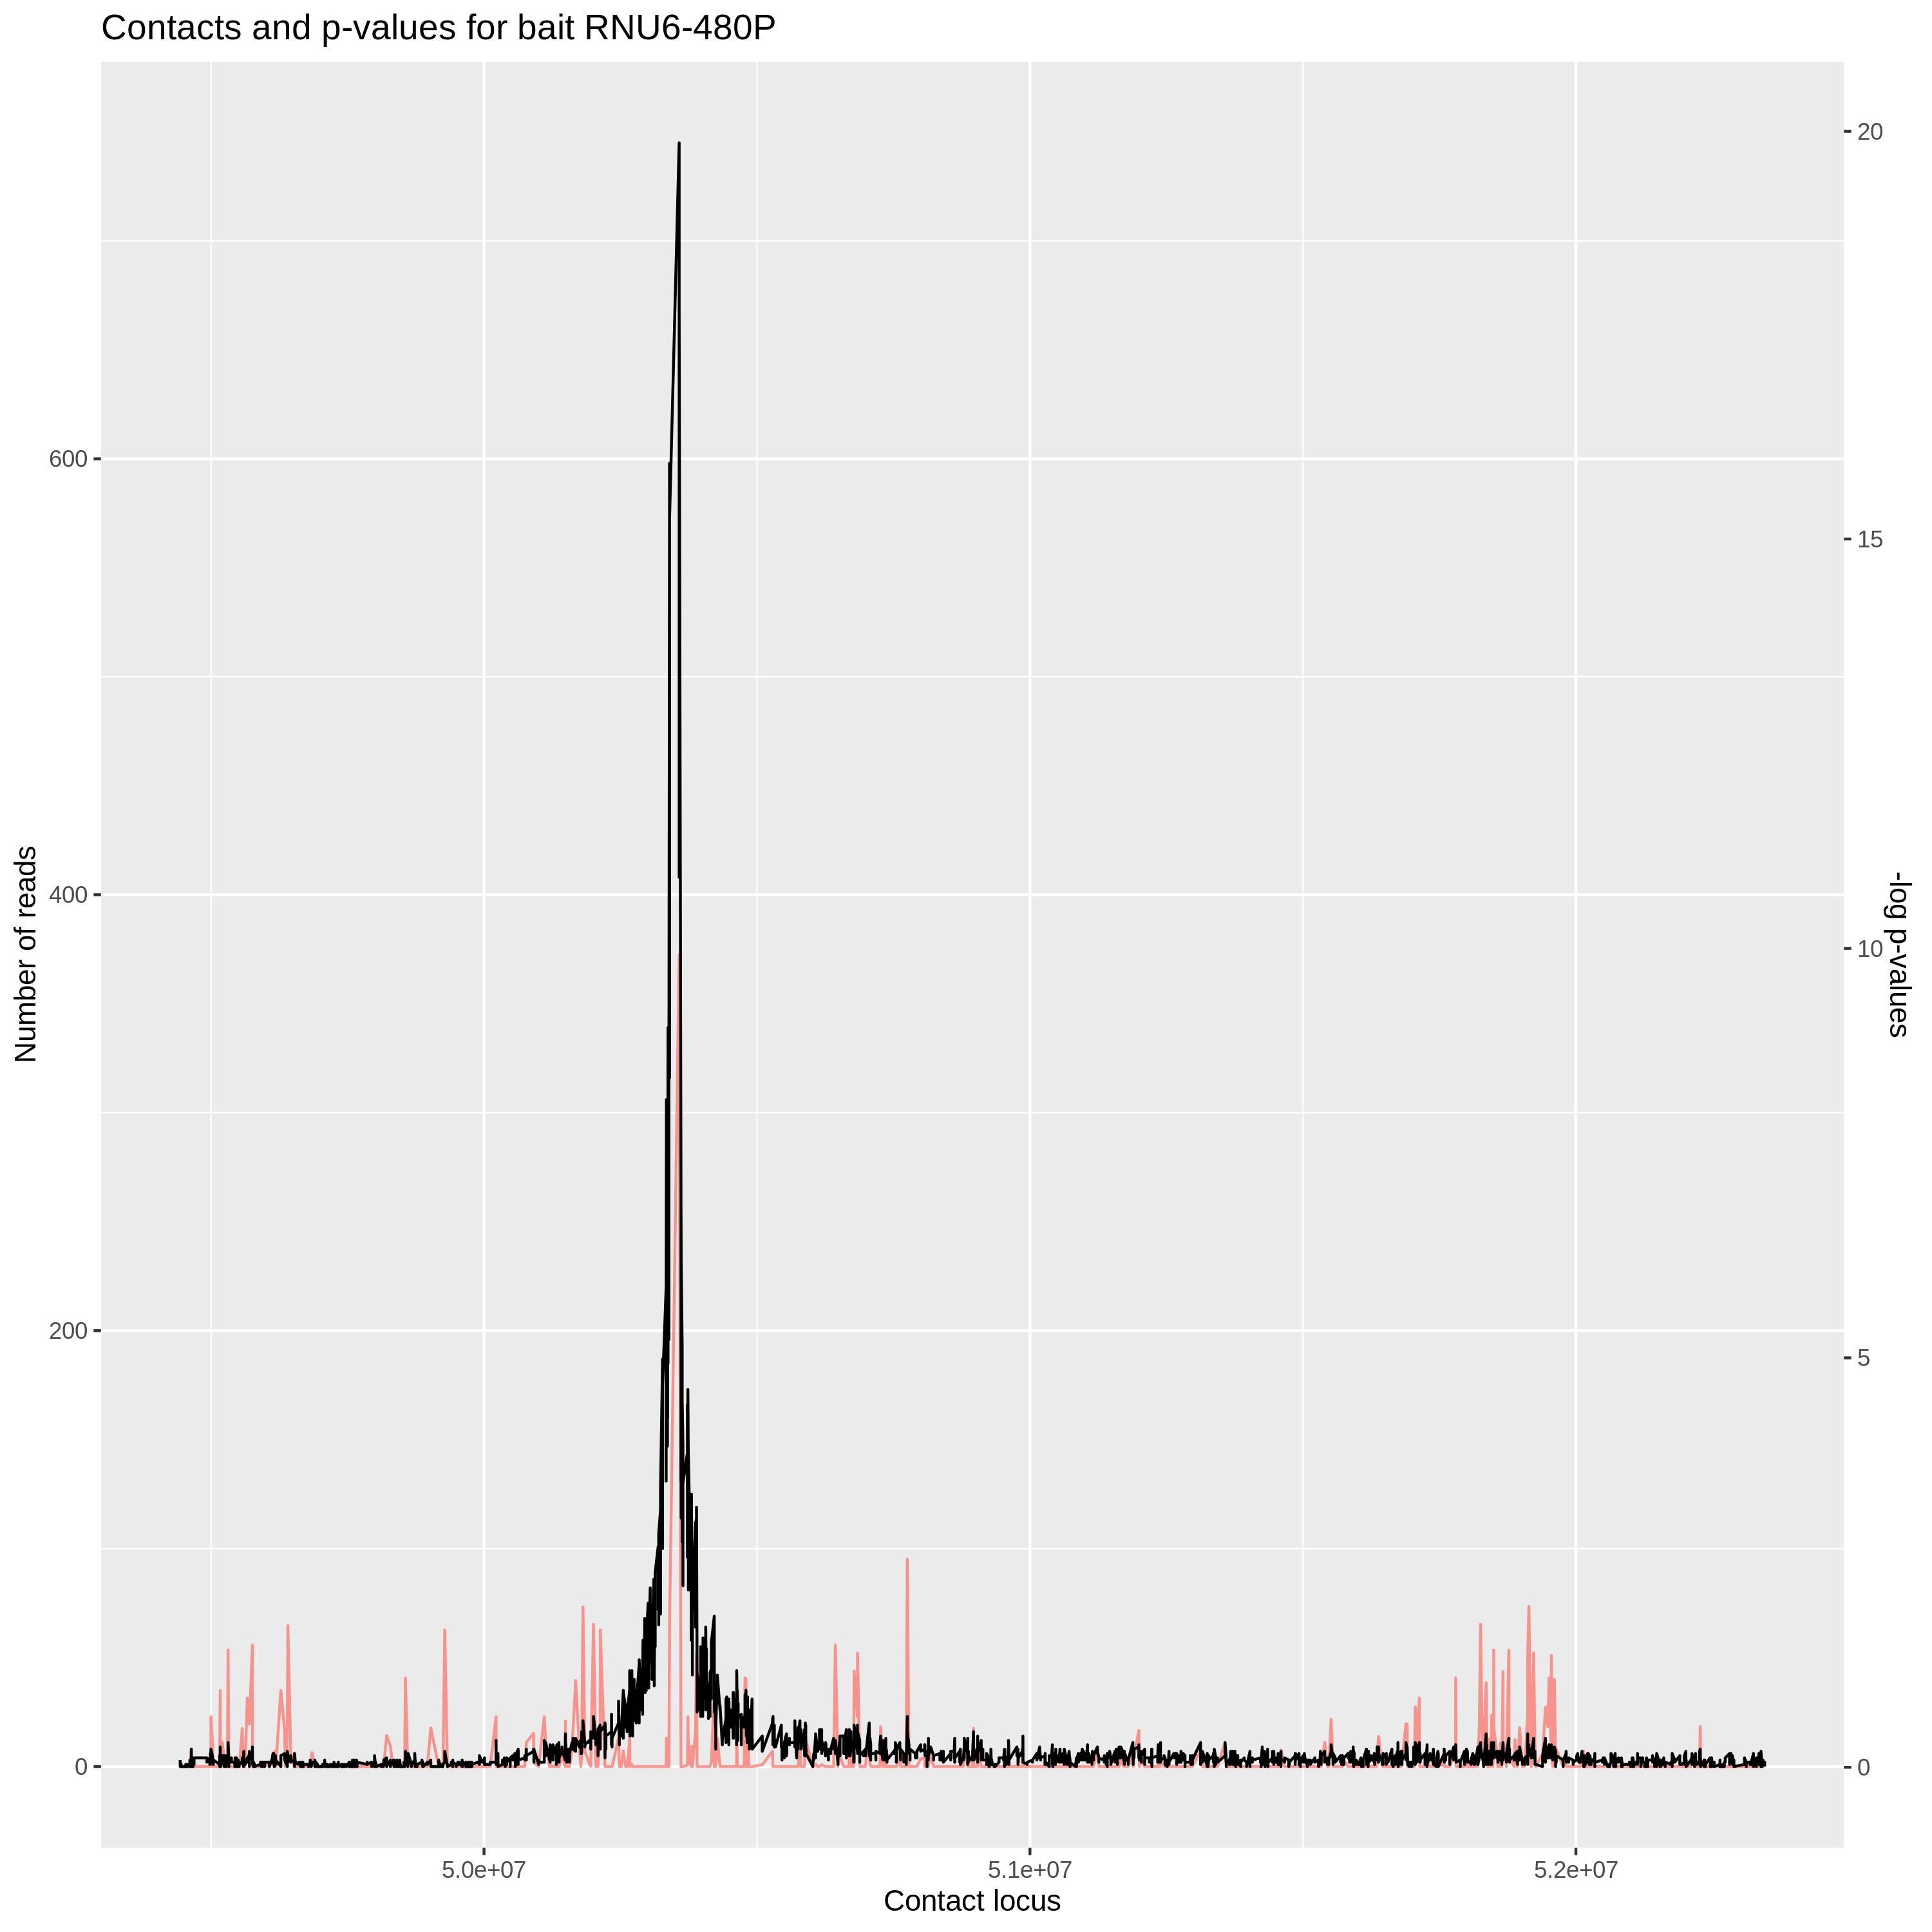 Contacts and p-values for bait RNU6-480P
Number of reads
600
400
200
0
20
15
10
5
0
-log p-values
5.0e+07
5.1e+07
5.2e+07
Contact locus